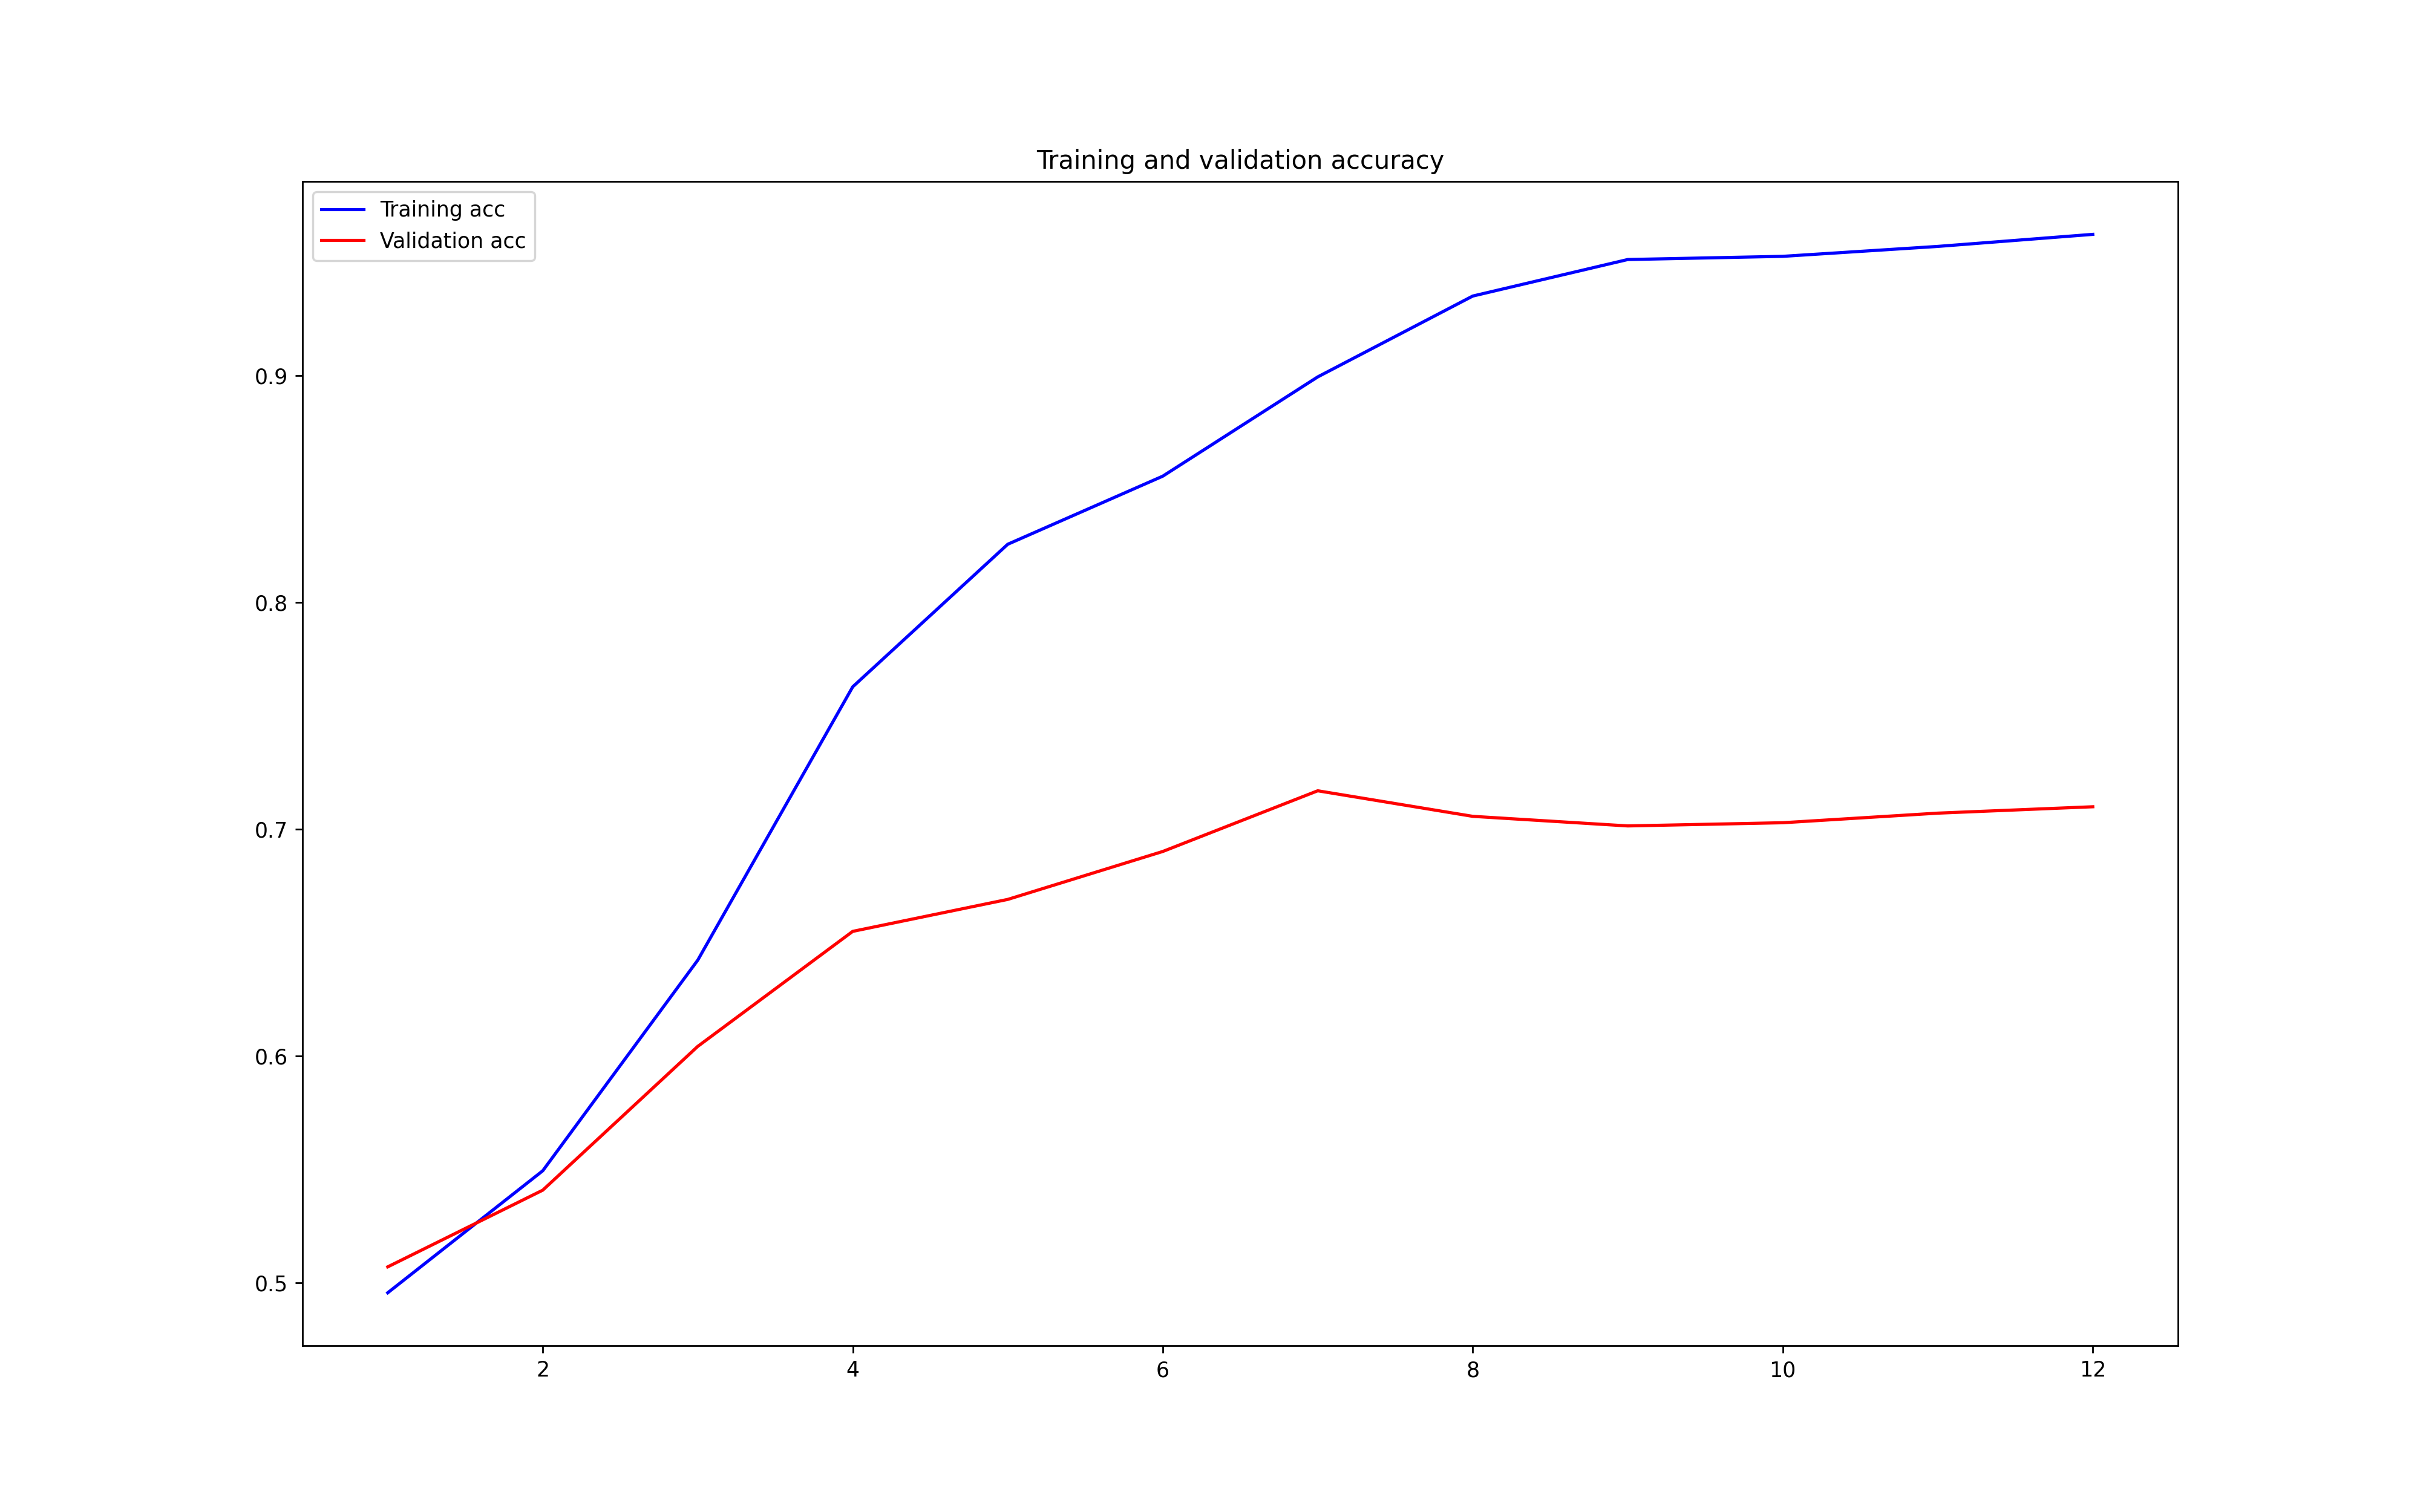 Training and validation accuracy
Training acc
Validation acc
0.9
0.8
0.7
0.6
0.5
2 4 6 8 10 12